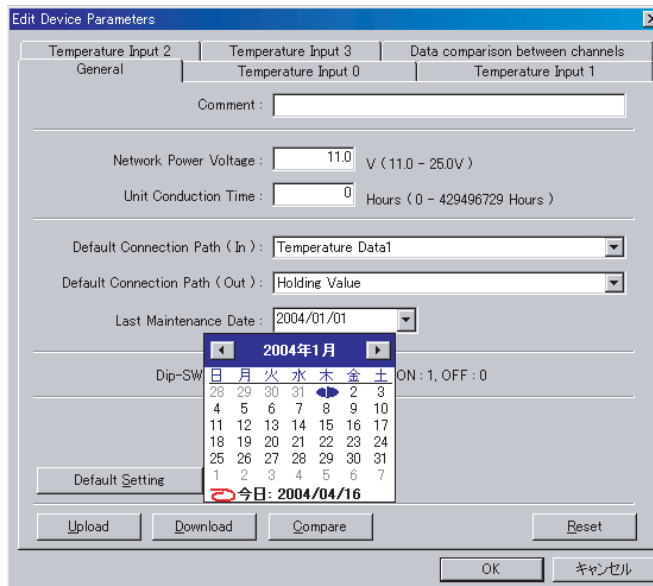 Edit Device Parameters
Temperature Input 2 Temperature Input 3 Data comparison between channels
General Temperature Input 0 Temperature Input 1
Comment :
Network Power Voltage : 11.0 V ( 11.0 - 25.0V )
Unit Conduction Time : 0 Hours ( 0 - 429496729 Hours )
Default Connection Path ( In ) : Temperature Data1
Default Connection Path ( Out ) : Holding Value
Last Maintenance Date : 2004/01/01
2004年1月
Dip-SW ON : 1, OFF : 0
日 月 火 水 木 金 土
28 29 30 31 2 3
4 5 6 7 8 9 10
11 12 13 14 15 16 17
18 19 20 21 22 23 24
25 26 27 28 29 30 31
1 2 3 4 5 6 7
Default Setting
今日: 2004/04/16
Upload Download Compare Reset
OK キャンセル